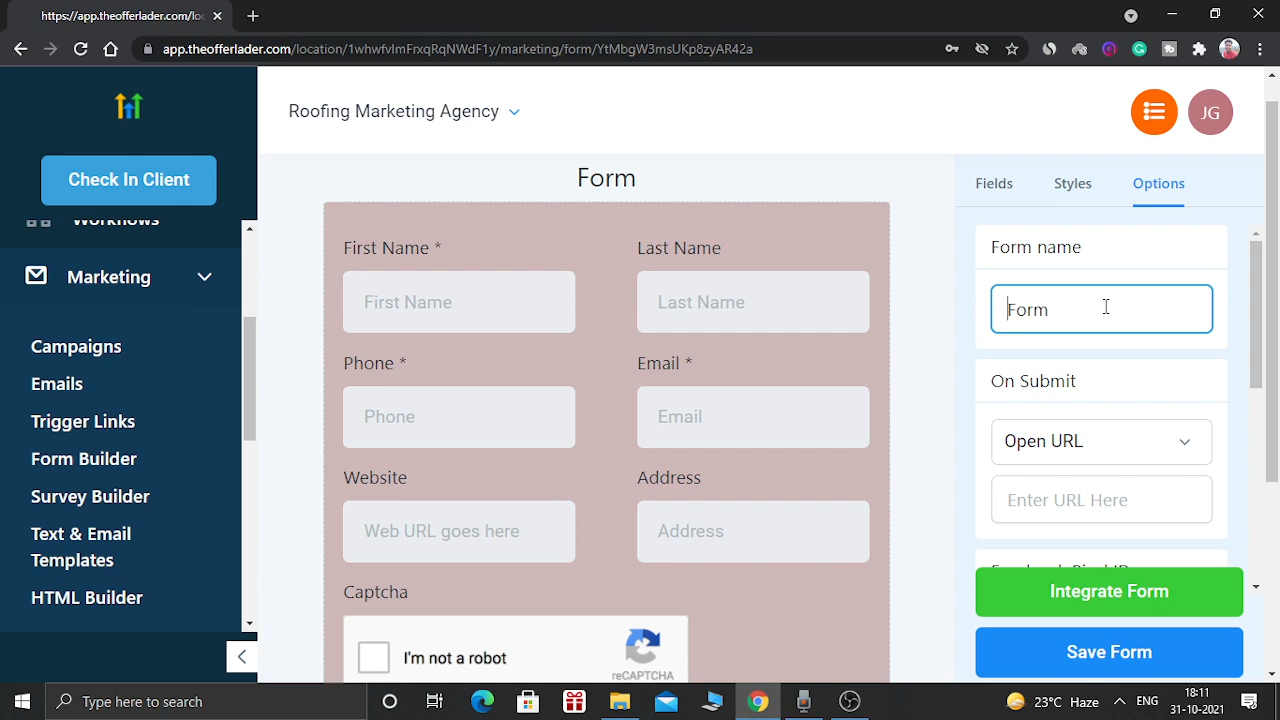 https://app.theofferlader.com/lo
app.theofferlader.com/location/1whwfvImFrxqRqNWdF1y/marketing/form/YtMbgW3msUKp8zyAR42a
Roofing Marketing Agency
JG
Check In Client
Workflows
Marketing
Campaigns
Emails
Trigger Links
Form Builder
Survey Builder
Text & Email
Templates
HTML Builder
Form
First Name *
Last Name
First Name
Last Name
Phone *
Email *
Phone
Email
Website
Address
Web URL goes here
Address
Captcha
I'm not a robot
reCAPTCHA
Fields
Styles
Options
Form name
Form
On Submit
Open URL
Enter URL Here
Facebook Pixel ID
Integrate Form
Save Form
Type here to search
23°C Haze
ENG
18:11
31-10-2021